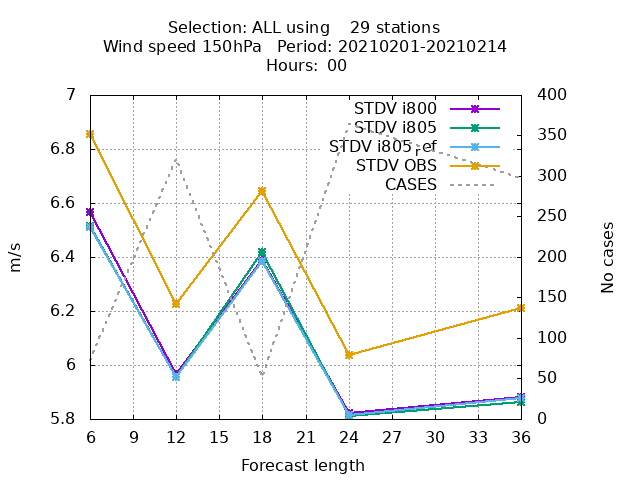 Selection: ALL using    29 stations
Wind speed 150hPa   Period: 20210201-20210214
Hours: 00
7
6.8
6.6
6.4
6.2
6
5.8
m/s
STDV i800
STDV i805
STDV i805_ref
STDV OBS
CASES
400
350
300
250
200
150
100
50
0
No cases
6 9 12 15 18 21 24 27 30 33 36
Forecast length